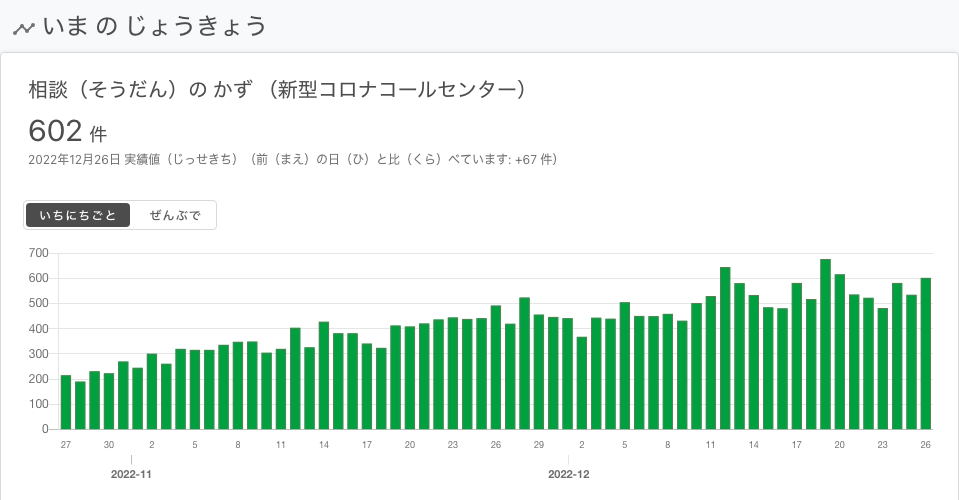 いま の じょうきょう
相談（そうだん）の かず （新型コロナコールセンター）
602 件
2022年12月26日 実績値（じっせきち）（前（まえ）の日（ひ）と比（くら）べています: +67 件）
いちにちごと ぜんぶで
700
600
500
400
300
200
100
0
27 30 2 5 8 11 14 17 20 23 26 29 2 5 8 11 14 17 20 23 26
2022-11 2022-12